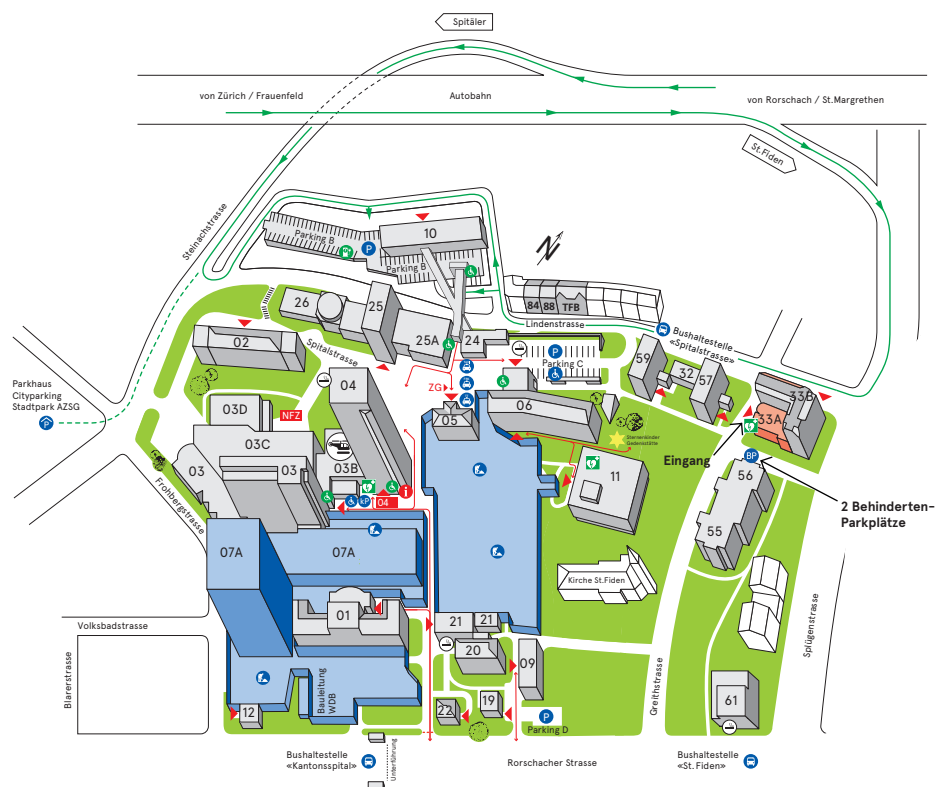 Spitäler
von Zürich / Frauenfeld
Autobahn
von Rorschach / St.Margrethen
St.Fiden
Steinachstrasse
Parking B
P
10
Parking B
N
84 88 TFB
26
25
25A
24
Lindenstrasse
Bushaltestelle
«Spitalstrasse»
02
Spitalstrasse
P
Parking C
59
32
57
33B
33A
04
ZG
05
06
Parkhaus
Cityparking
Stadtpark AZSG
P
03D
NFZ
03C
Sternenkinder
Gedenkstätte
Eingang
BP
56
03
03
03B
11
i
kP
04
2 Behinderten-
Parkplätze
Frohbergstrasse
55
07A
07A
Kirche St.Fiden
01
21
21
Volksbadstrasse
20
09
Blarerstrasse
Greithstrasse
Splügenstrasse
Bauleitung
WDB
12
22
19
P
Parking D
61
Unterführung
Bushaltestelle
«Kantonsspital»
Rorschacher Strasse
Bushaltestelle
«St. Fiden»